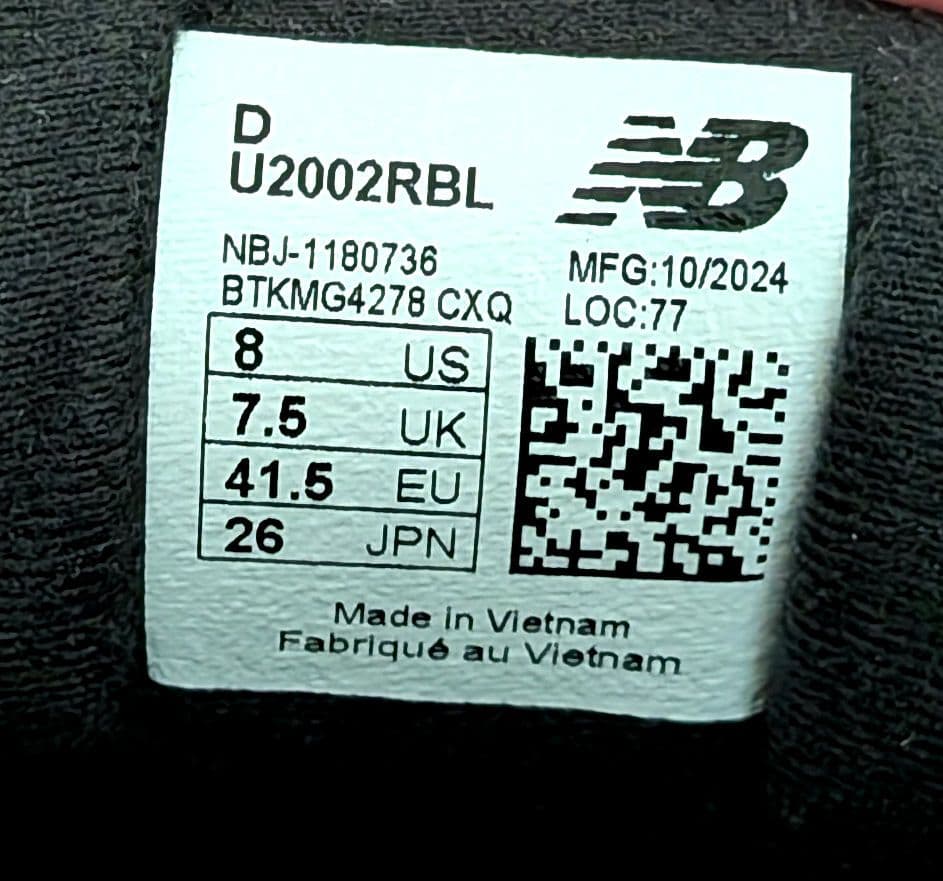 D
U2002RBL
NB
NBJ-1180736
BTKMG4278 CXQ
MFG:10/2024
LOC:77
8 US
7.5 UK
41.5 EU
26 JPN
Made in Vietnam
Fabriqué au Vietnam